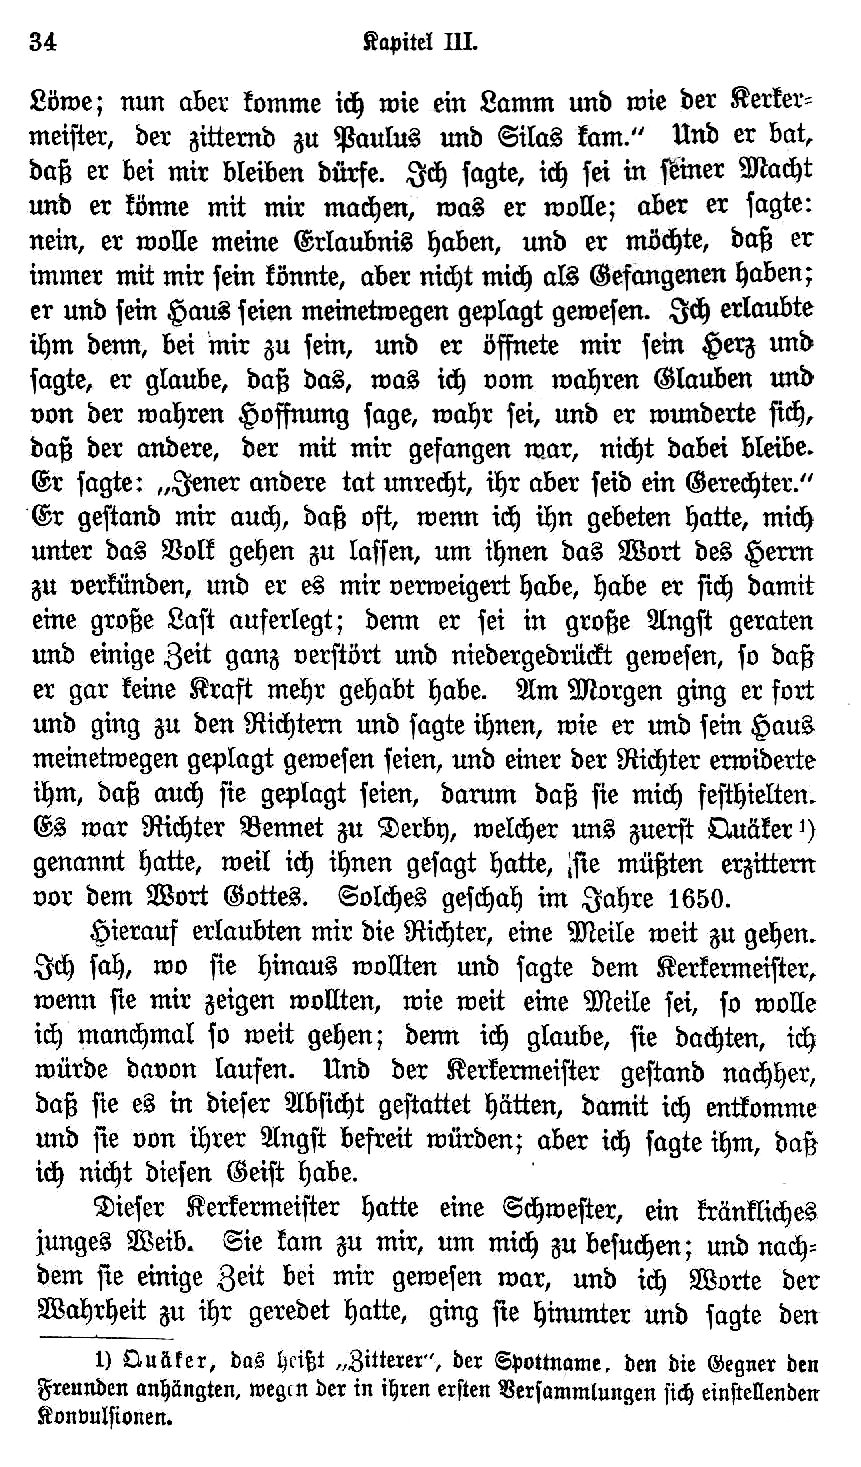 34 Kapitel III.
Löwe; nun aber komme ich wie ein Lamm und wie der Kerker-
meister, der zitternd zu Paulus und Silas kam.“ Und er bat,
daß er bei mir bleiben dürfe. Ich sagte, ich sei in seiner Macht
und er könne mit mir machen, was er wolle; aber er sagte:
nein, er wolle meine Erlaubnis haben, und er möchte, daß er
immer mit mir sein könnte, aber nicht mich als Gefangenen haben;
er und sein Haus seien meinetwegen geplagt gewesen. Ich erlaubte
ihm denn, bei mir zu sein, und er öffnete mir sein Herz und
sagte, er glaube, daß das, was ich vom wahren Glauben und
von der wahren Hoffnung sage, wahr sei, und er wunderte sich,
daß der andere, der mit mir gefangen war, nicht dabei bleibe.
Er sagte: „Jener andere tat unrecht, ihr aber seid ein Gerechter.“
Er gestand mir auch, daß oft, wenn ich ihn gebeten hatte, mich
unter das Volk gehen zu lassen, um ihnen das Wort des Herrn
zu verkünden, und er es mir verweigert habe, habe er sich damit
eine große Last auferlegt; denn er sei in große Angst geraten
und einige Zeit ganz verstört und niedergedrückt gewesen, so daß
er gar keine Kraft mehr gehabt habe. Am Morgen ging er fort
und ging zu den Richtern und sagte ihnen, wie er und sein Haus
meinetwegen geplagt gewesen seien, und einer der Richter erwiderte
ihm, daß auch sie geplagt seien, darum daß sie mich festhielten.
Es war Richter Bennet zu Derby, welcher uns zuerst Quäker¹)
genannt hatte, weil ich ihnen gesagt hatte, sie müßten erzittern
vor dem Wort Gottes. Solches geschah im Jahre 1650.
Hierauf erlaubten mir die Richter, eine Meile weit zu gehen.
Ich sah, wo sie hinaus wollten und sagte dem Kerkermeister,
wenn sie mir zeigen wollten, wie weit eine Meile sei, so wolle
ich manchmal so weit gehen; denn ich glaube, sie dachten, ich
würde davon laufen. Und der Kerkermeister gestand nachher,
daß sie es in dieser Absicht gestattet hätten, damit ich entkomme
und sie von ihrer Angst befreit würden; aber ich sagte ihm, daß
ich nicht diesen Geist habe.
Dieser Kerkermeister hatte eine Schwester, ein kränkliches
junges Weib. Sie kam zu mir, um mich zu besuchen; und nach-
dem sie einige Zeit bei mir gewesen war, und ich Worte der
Wahrheit zu ihr geredet hatte, ging sie hinunter und sagte den
1) Quäker, das heißt „Zitterer“, der Spottname, den die Gegner den
Freunden anhängten, wegen der in ihren ersten Versammlungen sich einstellenden
Konvulsionen.